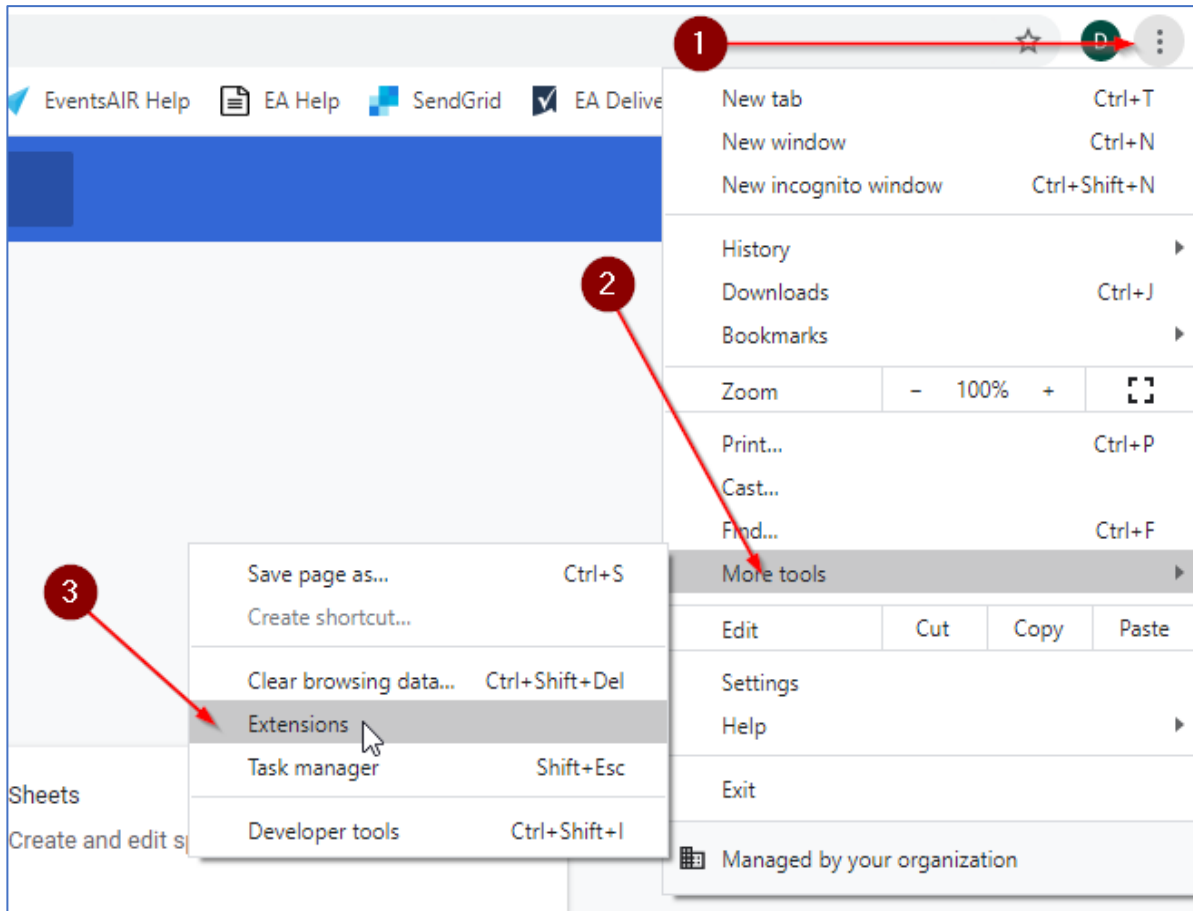 1
D
EventsAIR Help EA Help SendGrid EA Delive
New tab Ctrl+T
New window Ctrl+N
New incognito window Ctrl+Shift+N
History
2
Downloads Ctrl+J
Bookmarks
Zoom - 100% +
Print... Ctrl+P
Cast...
Find... Ctrl+F
More tools
Edit Cut Copy Paste
Settings
Help
Exit
Managed by your organization
3
Save page as... Ctrl+S
Create shortcut...
Clear browsing data... Ctrl+Shift+Del
Extensions
Task manager Shift+Esc
Developer tools Ctrl+Shift+I
Sheets
Create and edit s